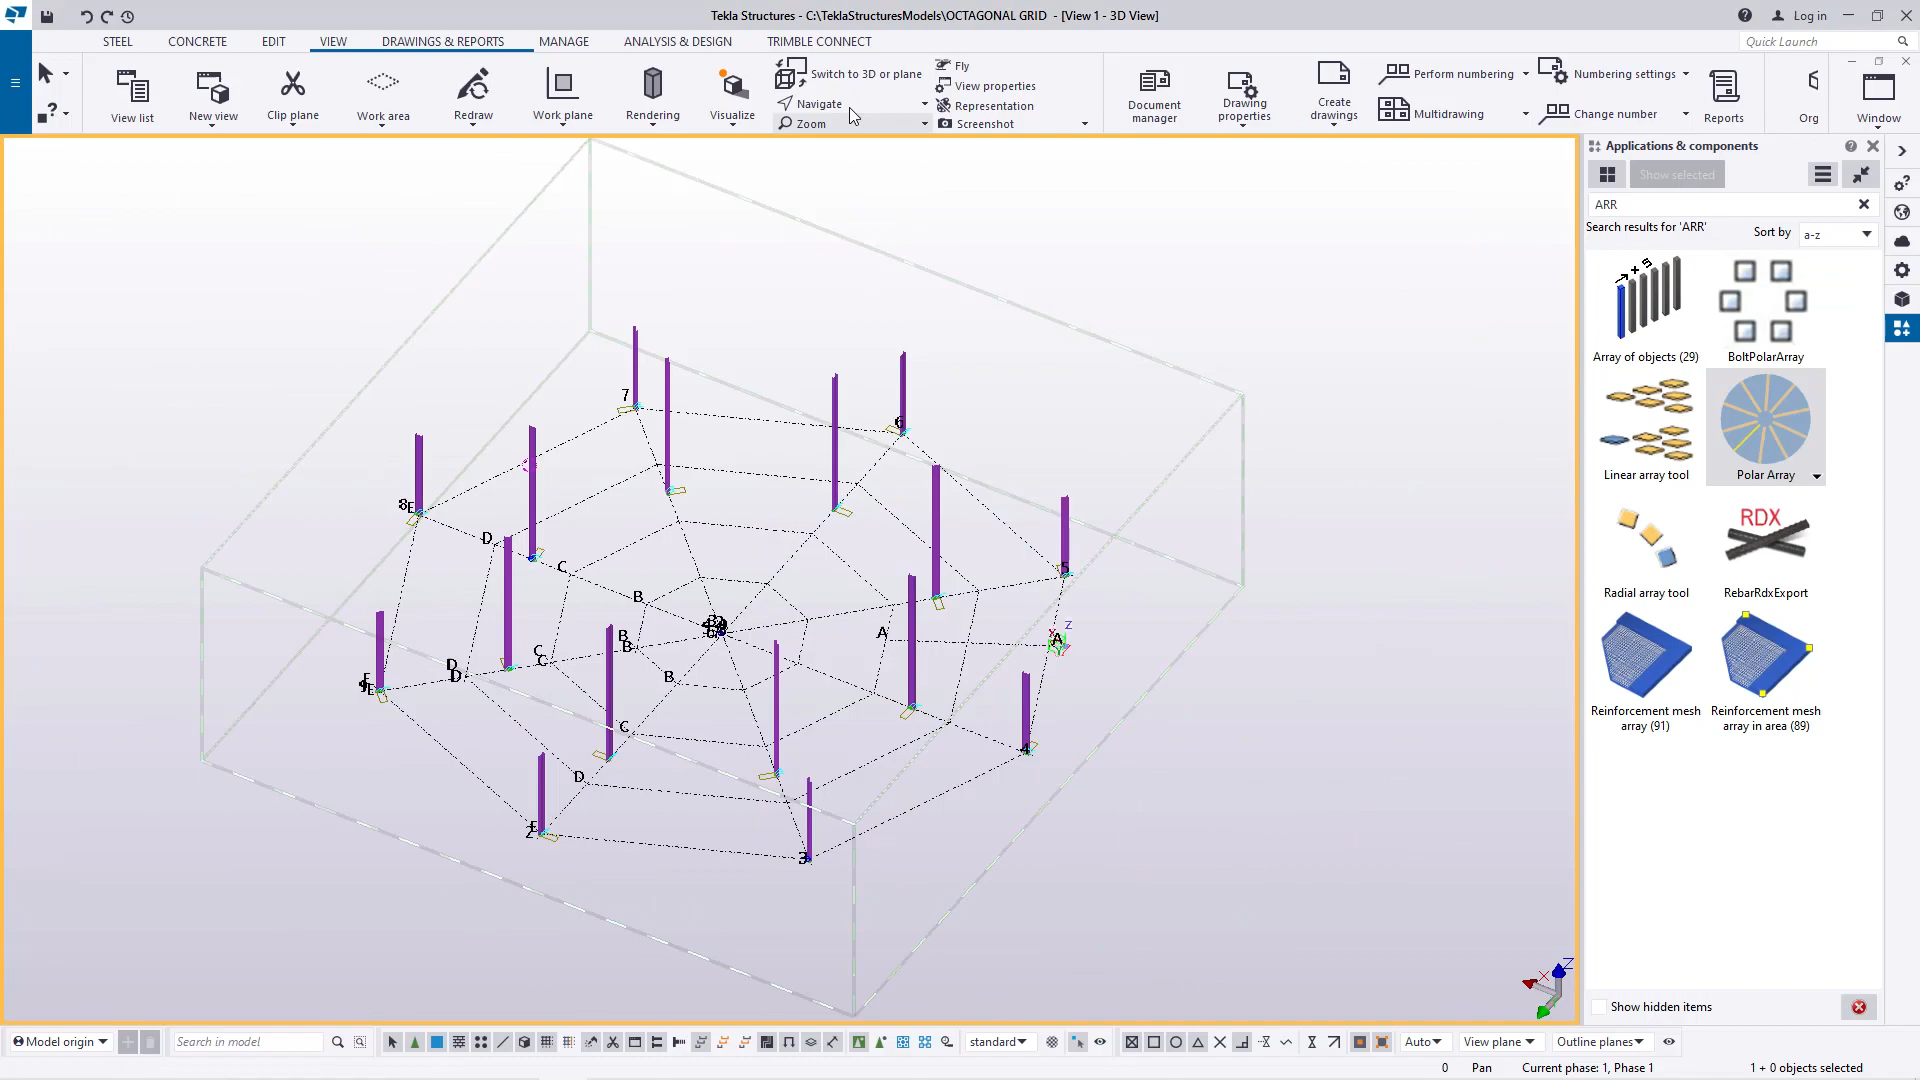 Tekla Structures - C:\TeklaStructuresModels\OCTAGONAL GRID - [View 1 - 3D View]
Log in
STEEL
CONCRETE
EDIT
VIEW
DRAWINGS & REPORTS
MANAGE
ANALYSIS & DESIGN
TRIMBLE CONNECT
Quick Launch
View list
New view
Clip plane
Work area
Redraw
Work plane
Rendering
Visualize
Switch to 3D or plane
Navigate
Zoom
Fly
View properties
Representation
Screenshot
Document manager
Drawing properties
Create drawings
Perform numbering
Multidrawing
Numbering settings
Change number
Reports
Org
Window
Applications & components
Show selected
ARR
Search results for 'ARR'
Sort by
a-z
Array of objects (29)
BoltPolarArray
Linear array tool
Polar Array
Radial array tool
RDX
RebarRdxExport
Reinforcement mesh array (91)
Reinforcement mesh array in area (89)
Show hidden items
7
6
8E
D
C
B
5
A
A
Z
B
B
C
C
D
D
B
E
C
4
D
E
2
3
Z
X
Model origin
Search in model
standard
Auto
View plane
Outline planes
0
Pan
Current phase: 1, Phase 1
1 + 0 objects selected